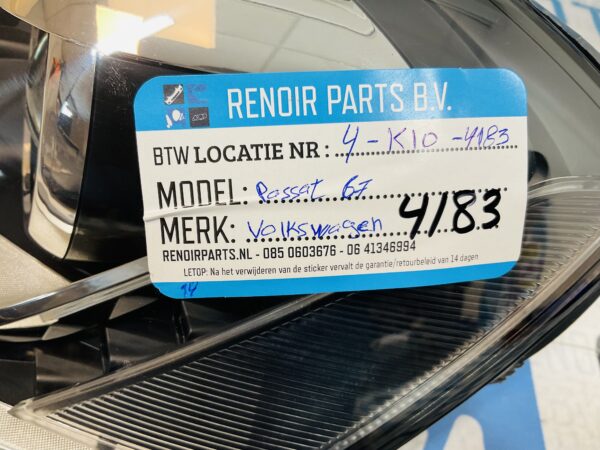 RENOIR PARTS B.V.
BTW LOCATIE NR: 4-K10-4183
MODEL: Passat B7
MERK: Volkswagen 4183
RENOIRPARTS.NL - 085 0603676 - 06 41346994
LETOP: Na het verwijderen van de sticker vervalt de garantie/retourbeleid van 14 dagen